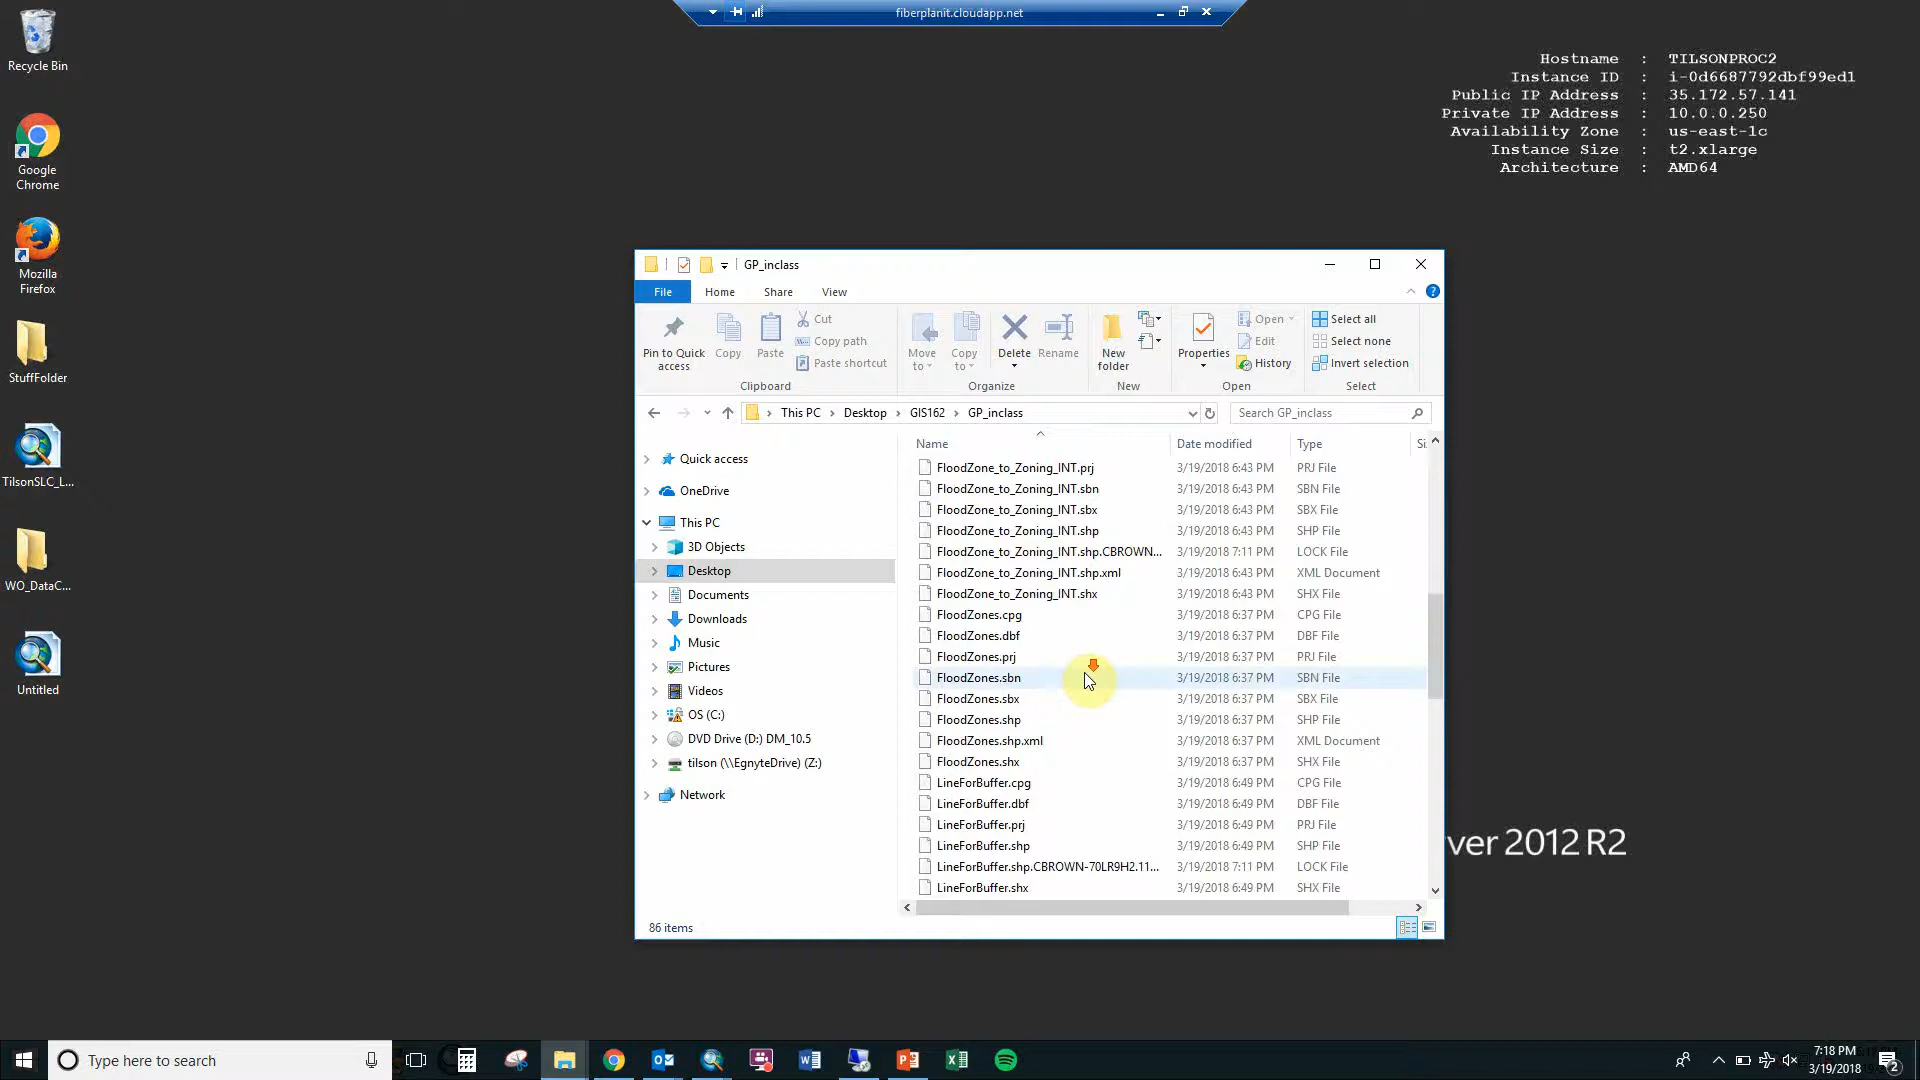 fiberplanit.cloudapp.net
Recycle Bin
Google
Chrome
Mozilla
Firefox
StuffFolder
TilsonSLC_L...
WO_DataC...
Untitled
Hostname : TILSONPROC2
Instance ID : i-0d6687792dbf99ed1
Public IP Address : 35.172.57.141
Private IP Address : 10.0.0.250
Availability Zone : us-east-1c
Instance Size : t2.xlarge
Architecture : AMD64
GP_inclass
File Home Share View
Pin to Quick
access
Copy
Paste
Cut
Copy path
Paste shortcut
Clipboard
Move
to
Copy
to
Delete
Rename
Organize
New
folder
New
Properties
Open
Edit
History
Open
Select all
Select none
Invert selection
Select
This PC > Desktop > GIS162 > GP_inclass
Search GP_inclass
Quick access
OneDrive
This PC
3D Objects
Desktop
Documents
Downloads
Music
Pictures
Videos
OS (C:)
DVD Drive (D:) DM_10.5
tilson (\\EgnyteDrive) (Z:)
Network
Name Date modified Type Si
FloodZone_to_Zoning_INT.prj 3/19/2018 6:43 PM PRJ File
FloodZone_to_Zoning_INT.sbn 3/19/2018 6:43 PM SBN File
FloodZone_to_Zoning_INT.sbx 3/19/2018 6:43 PM SBX File
FloodZone_to_Zoning_INT.shp 3/19/2018 6:43 PM SHP File
FloodZone_to_Zoning_INT.shp.CBROWN... 3/19/2018 7:11 PM LOCK File
FloodZone_to_Zoning_INT.shp.xml 3/19/2018 6:43 PM XML Document
FloodZone_to_Zoning_INT.shx 3/19/2018 6:43 PM SHX File
FloodZones.cpg 3/19/2018 6:37 PM CPG File
FloodZones.dbf 3/19/2018 6:37 PM DBF File
FloodZones.prj 3/19/2018 6:37 PM PRJ File
FloodZones.sbn 3/19/2018 6:37 PM SBN File
FloodZones.sbx 3/19/2018 6:37 PM SBX File
FloodZones.shp 3/19/2018 6:37 PM SHP File
FloodZones.shp.xml 3/19/2018 6:37 PM XML Document
FloodZones.shx 3/19/2018 6:37 PM SHX File
LineForBuffer.cpg 3/19/2018 6:49 PM CPG File
LineForBuffer.dbf 3/19/2018 6:49 PM DBF File
LineForBuffer.prj 3/19/2018 6:49 PM PRJ File
LineForBuffer.shp 3/19/2018 6:49 PM SHP File
LineForBuffer.shp.CBROWN-70LR9H2.11... 3/19/2018 7:11 PM LOCK File
LineForBuffer.shx 3/19/2018 6:49 PM SHX File
86 items
ver 2012 R2
Type here to search
7:18 PM
3/19/2018
2